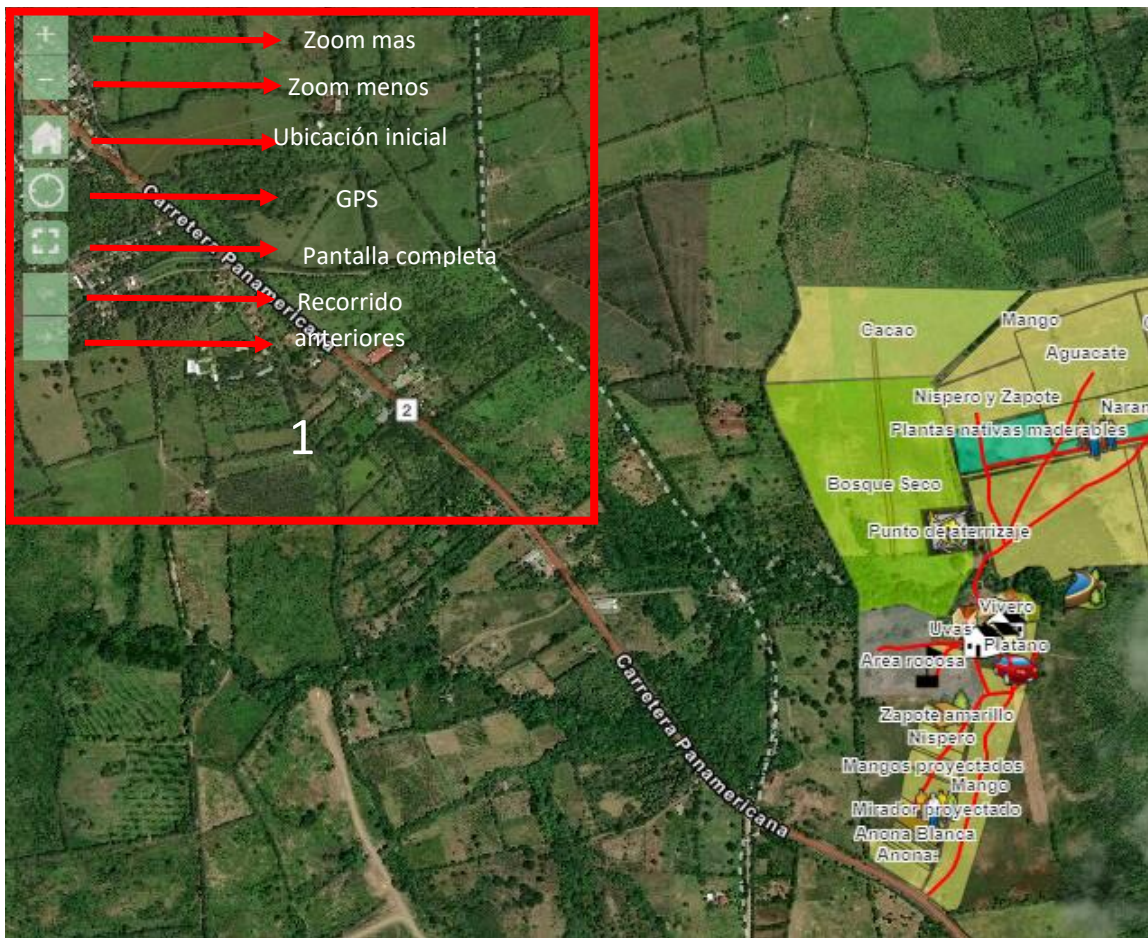 +
Zoom mas
−
Zoom menos
Ubicación inicial
GPS
Pantalla completa
Recorrido
anteriores
Carretera Panamericana
2
1
Cacao
Mango
Aguacate
Nispero y Zapote
Naran
Plantas nativas maderables
Bosque Seco
Punto de aterrizaje
Vivero
Uvas
Platano
Area rocosa
Carretera Panamericana
Zapote amarillo
Nispero
Mangos proyectados
Mango
Mirador proyectado
Anona Blanca
Anona